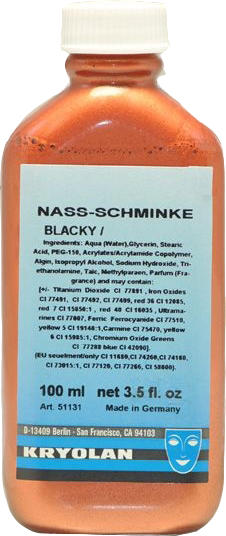 NASS-SCHMINKE
BLACKY /
Ingredients: Aqua (Water),Glycerin, Stearic
Acid, PEG-150, Acrylates/Acrylamide Copolymer,
Algin, Isopropyl Alcohol, Sodium Hydroxide, Tri-
ethanolamine, Talc, Methylparaen, Parfum (Fra-
grance) and may contain:
[+/- Titanium Dioxide CI 77891 , Iron Oxides
CI 77491, CI 77492, CI 77499, red 36 CI 12085,
red 7 CI 15850:1 , red 40 CI 16035 , Ultrama-
rines CI 77007, Ferric Ferrocyanide CI 77510,
yellow 5 CI 19140:1,Carmine CI 75470, yellow
6 CI 15985:1, Chromium Oxide Greens
CI 77288 blue CI 42090].
(EU seuelment/only CI 11680,CI 74260,CI 74160,
CI 73015:1, CI 77120, CI 77266, CI 58000).
100 ml net 3.5 fl. oz
Art. 51131 Made in Germany
D-13409 Berlin - San Francisco, CA 94103
KRYOLAN